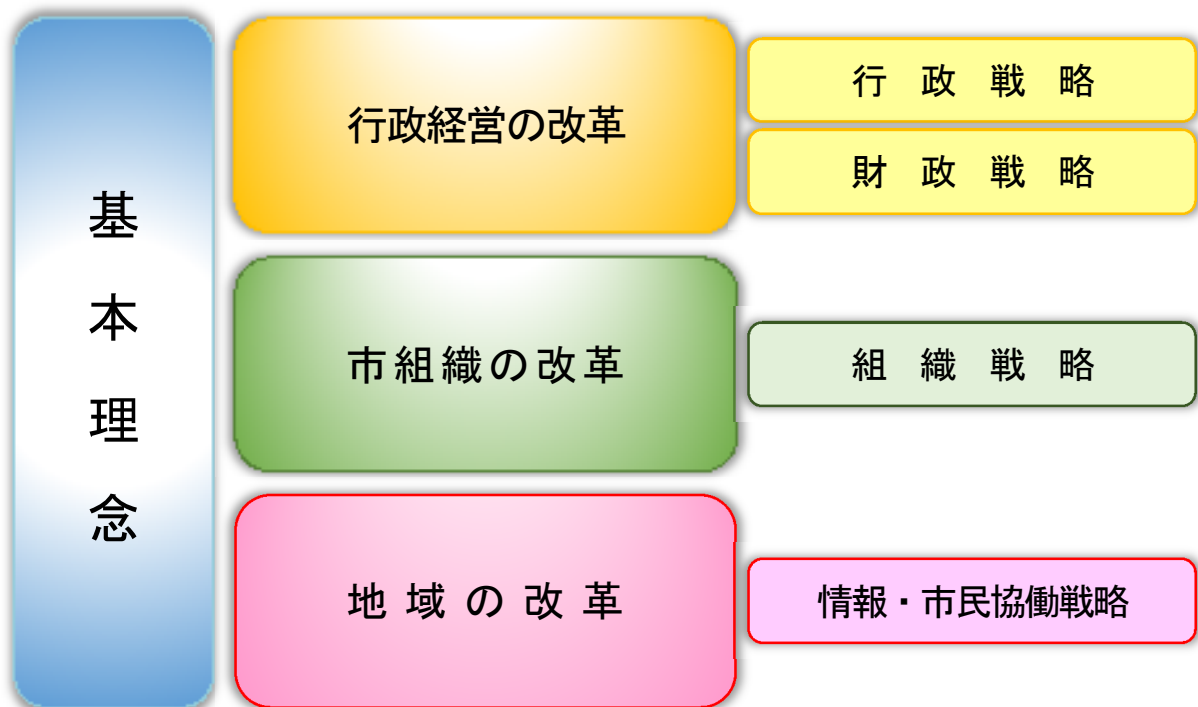 基本理念
行政経営の改革
行政戦略
財政戦略
市組織の改革
組織戦略
地域の改革
情報・市民協働戦略